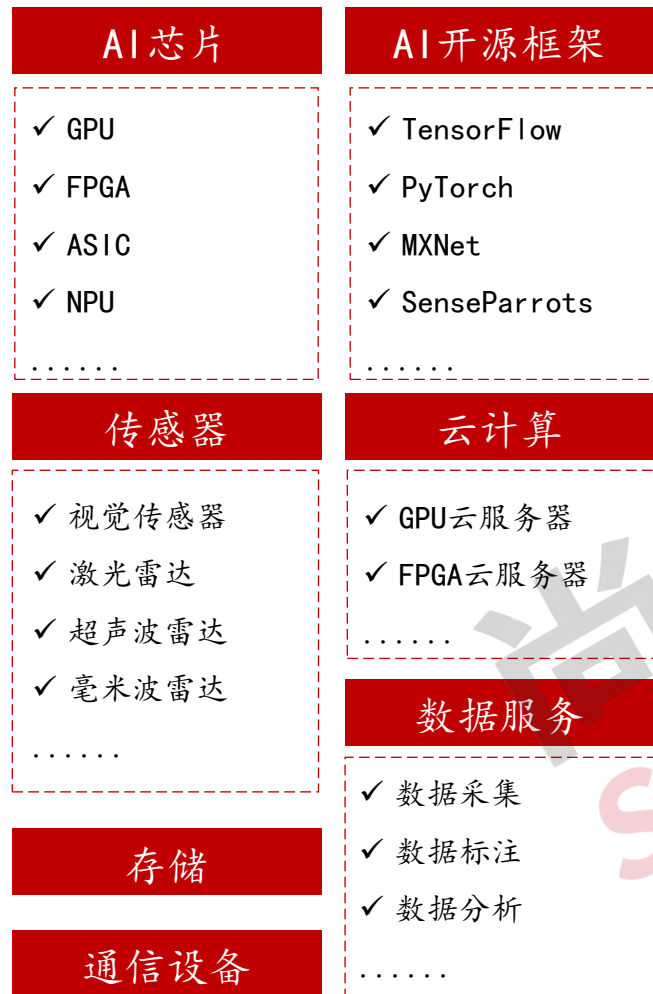 AI芯片
✓ GPU
✓ FPGA
✓ ASIC
✓ NPU
......
传感器
✓ 视觉传感器
✓ 激光雷达
✓ 超声波雷达
✓ 毫米波雷达
......
存储
通信设备
AI开源框架
✓ TensorFlow
✓ PyTorch
✓ MXNet
✓ SenseParrots
......
云计算
✓ GPU云服务器
✓ FPGA云服务器
......
数据服务
✓ 数据采集
✓ 数据标注
✓ 数据分析
......
尚
S